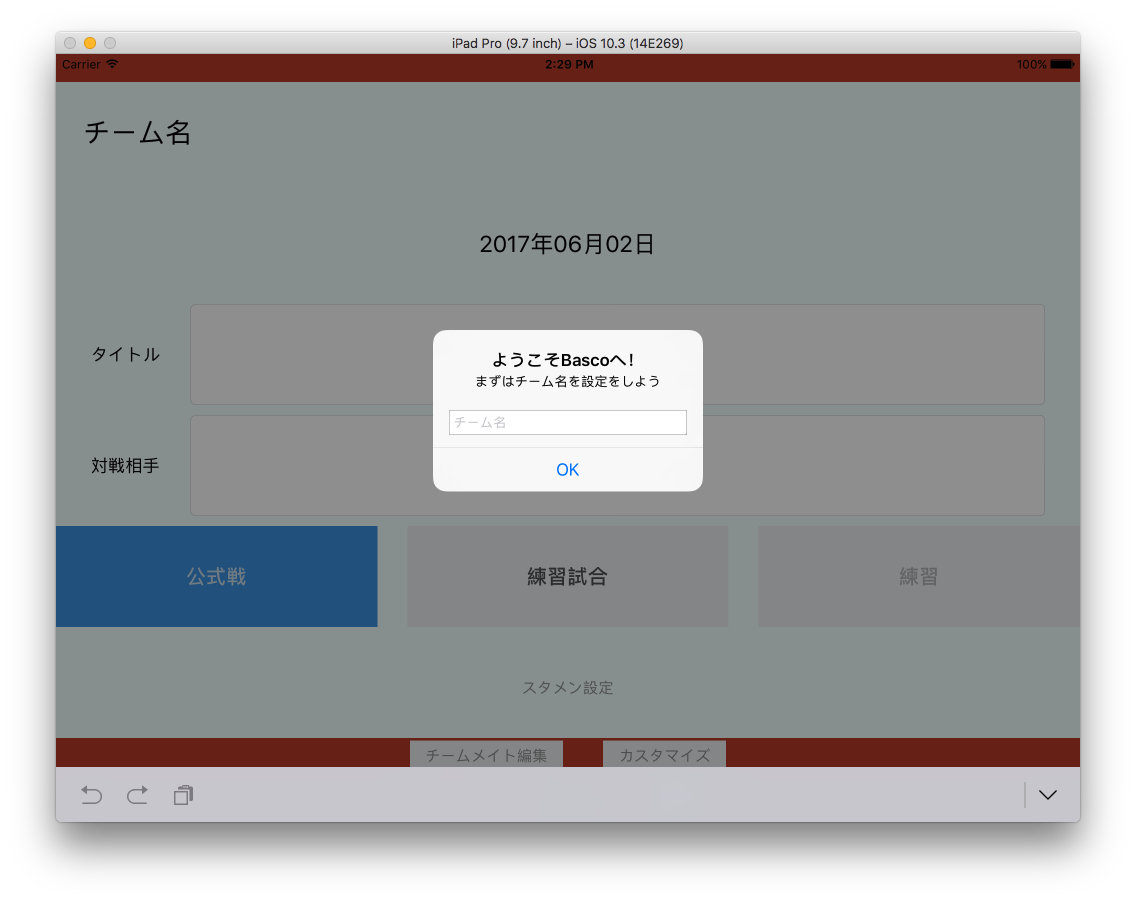 iPad Pro (9.7 inch) – iOS 10.3 (14E269)
Carrier 2:29 PM 100%
チーム名
2017年06月02日
タイトル
ようこそBascoへ!
まずはチーム名を設定をしよう
チーム名
OK
対戦相手
公式戦 練習試合 練習
スタメン設定
チームメイト編集 カスタマイズ